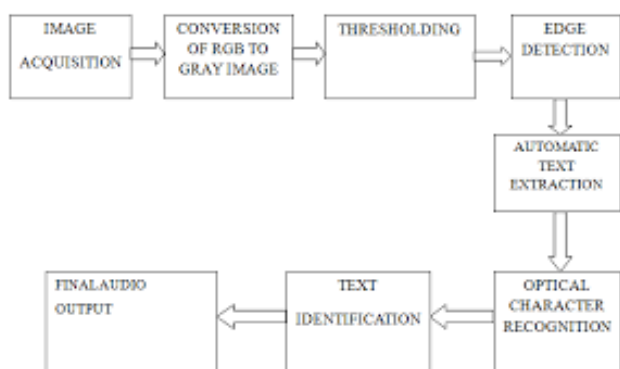 IMAGE
ACQUISITION
CONVERSION
OF RGB TO
GRAY IMAGE
THRESHOLDING
EDGE
DETECTION
AUTOMATIC
TEXT
EXTRACTION
OPTICAL
CHARACTER
RECOGNITION
TEXT
IDENTIFICATION
FINALAUDIO
OUTPUT